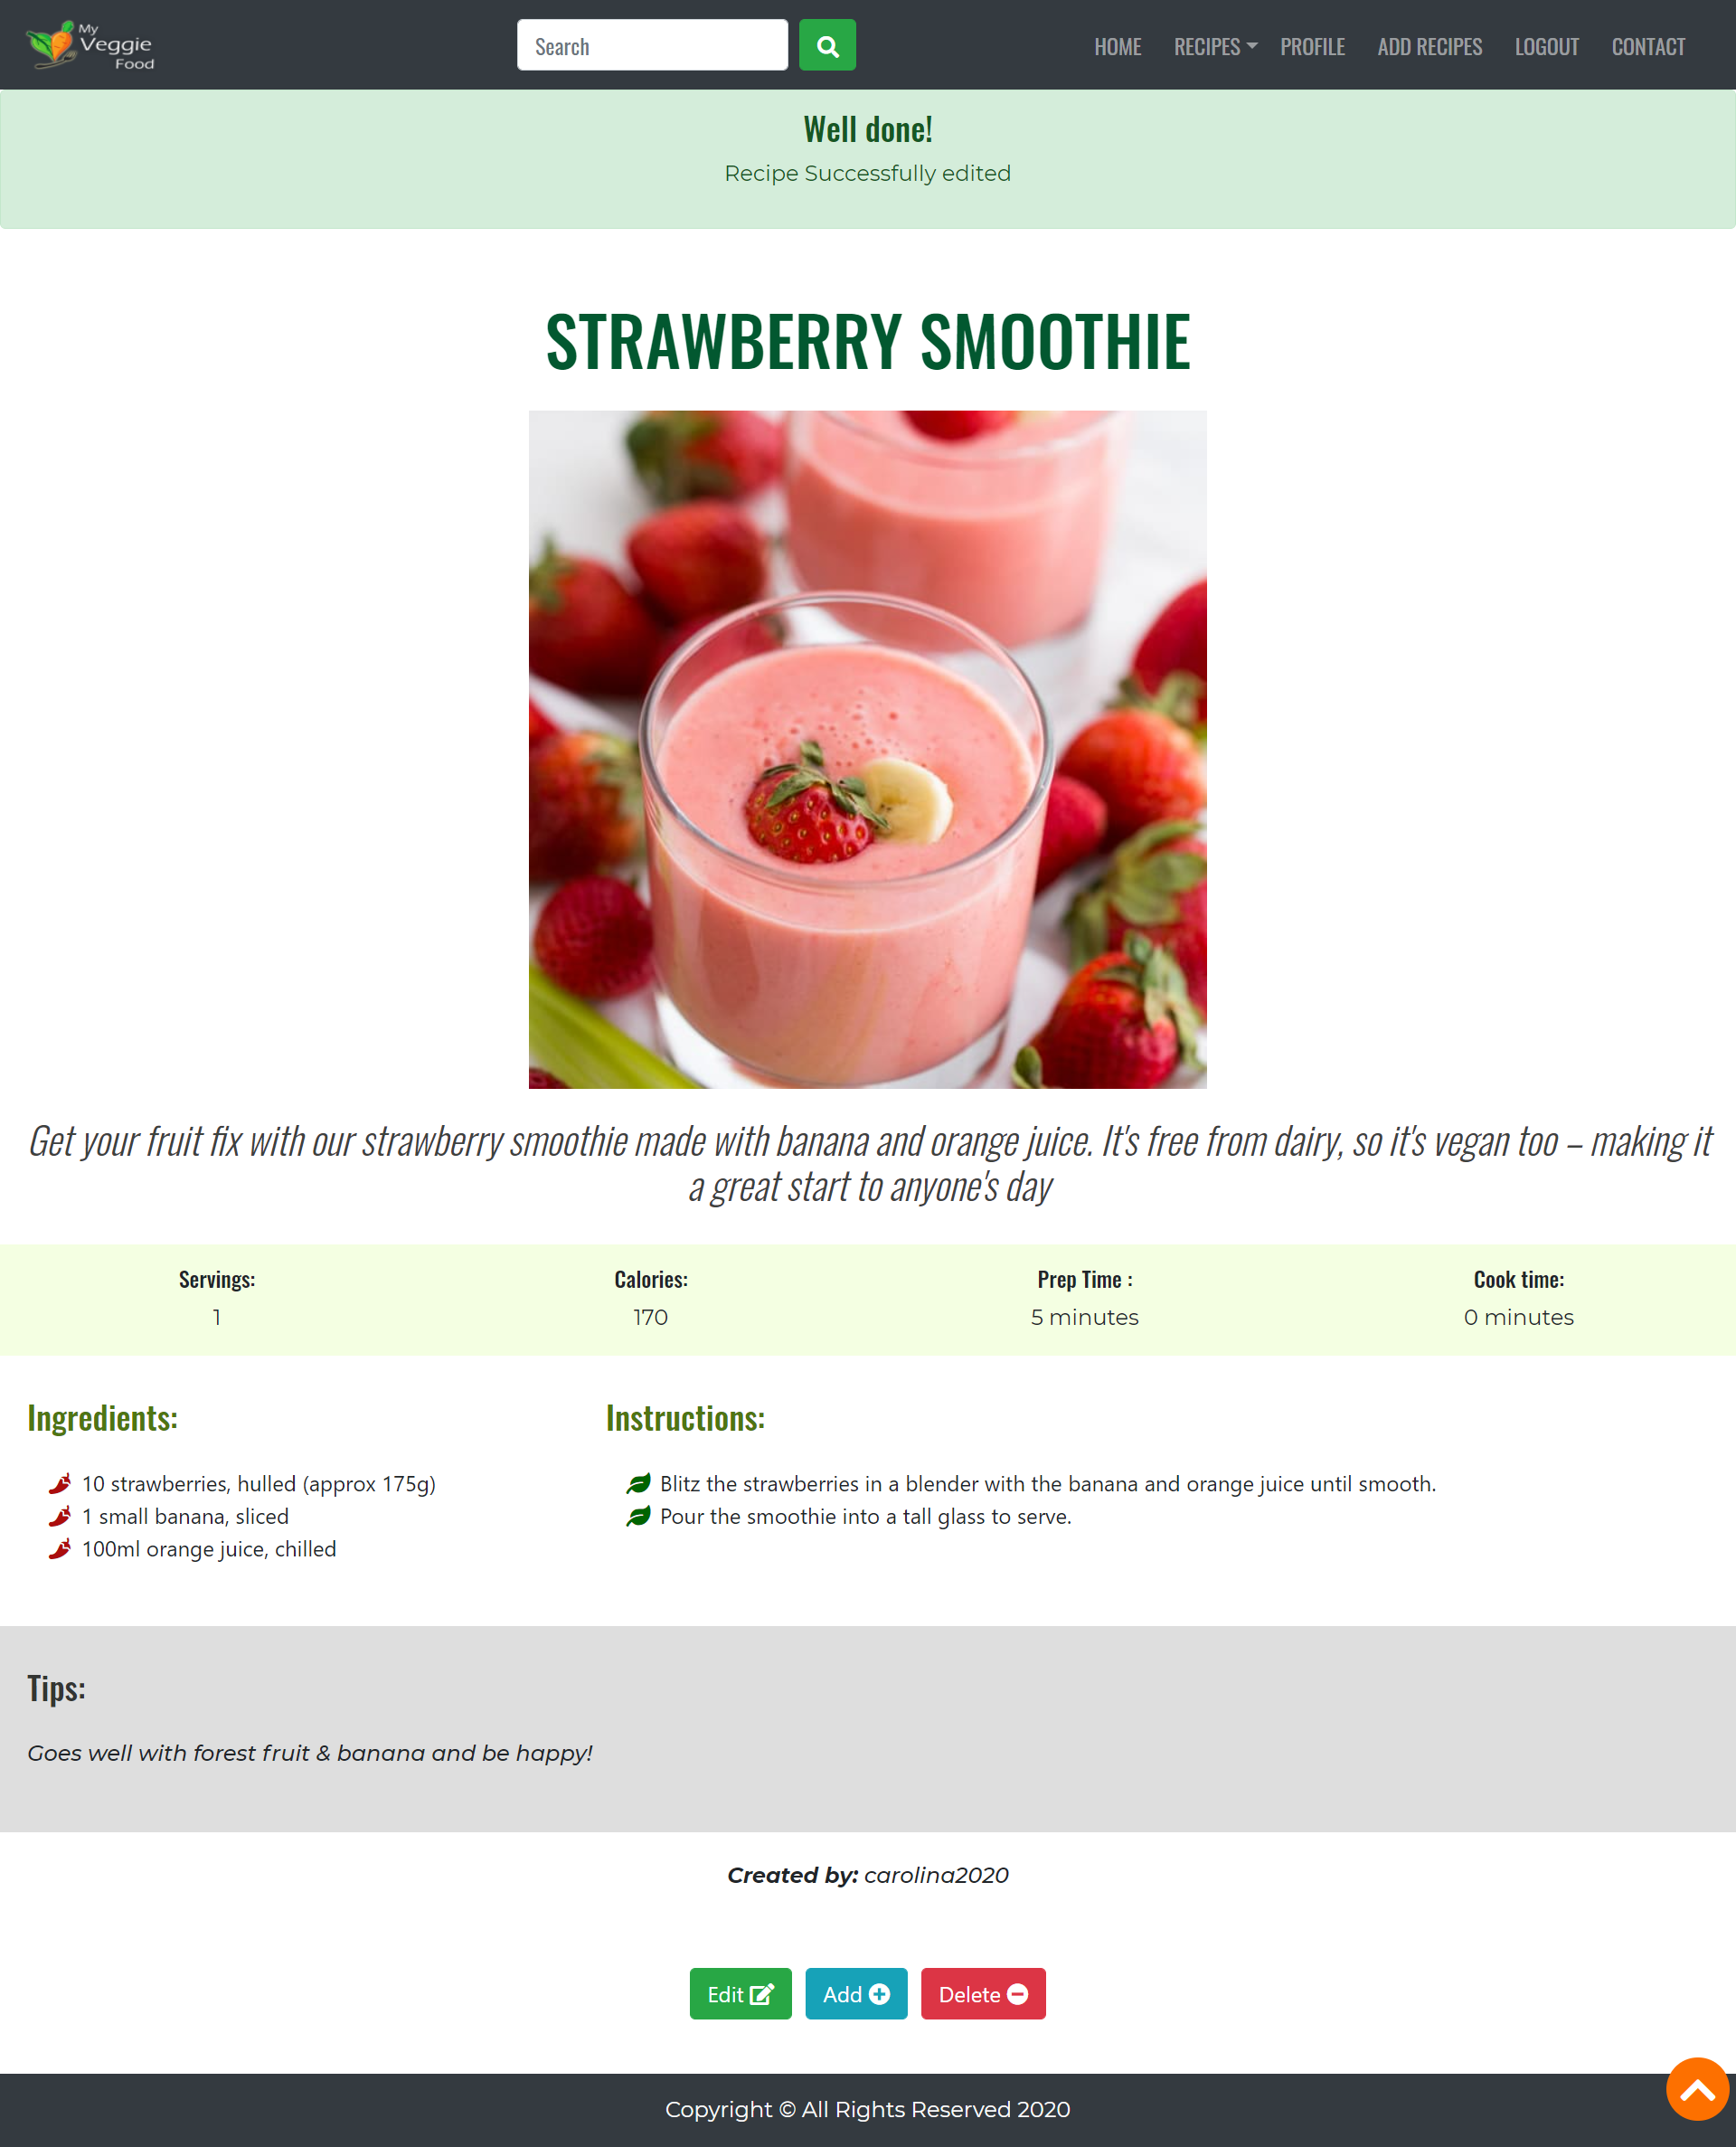 My
Veggie
Food
Search
HOME RECIPES PROFILE ADD RECIPES LOGOUT CONTACT
Well done!
Recipe Successfully edited
STRAWBERRY SMOOTHIE
Get your fruit fix with our strawberry smoothie made with banana and orange juice. It's free from dairy, so it's vegan too – making it
a great start to anyone's day
Servings: Calories: Prep Time : Cook time:
1 170 5 minutes 0 minutes
Ingredients:
10 strawberries, hulled (approx 175g)
1 small banana, sliced
100ml orange juice, chilled
Instructions:
Blitz the strawberries in a blender with the banana and orange juice until smooth.
Pour the smoothie into a tall glass to serve.
Tips:
Goes well with forest fruit & banana and be happy!
Created by: carolina2020
Edit Add Delete
Copyright © All Rights Reserved 2020